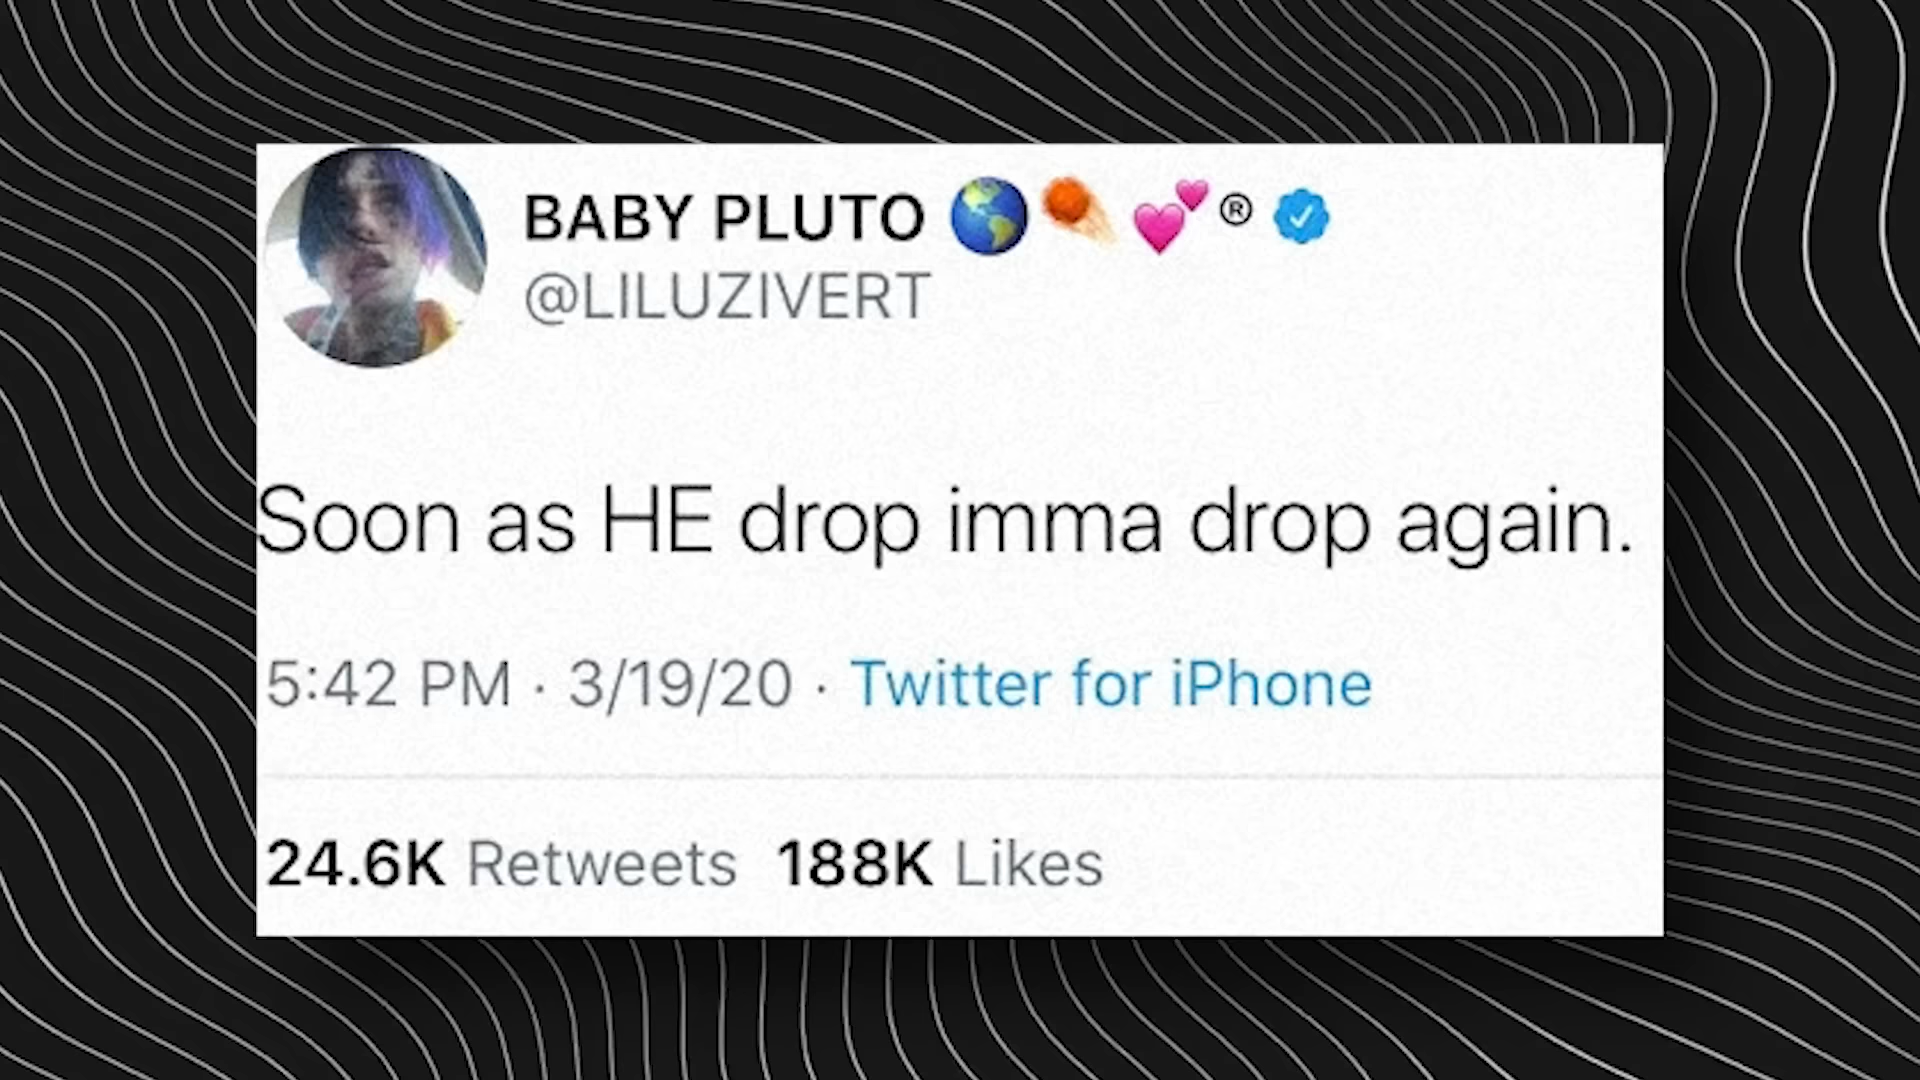 BABY PLUTO 🌎☄️💕®
@LILUZIVERT
Soon as HE drop imma drop again.
5:42 PM · 3/19/20 · Twitter for iPhone
24.6K Retweets 188K Likes